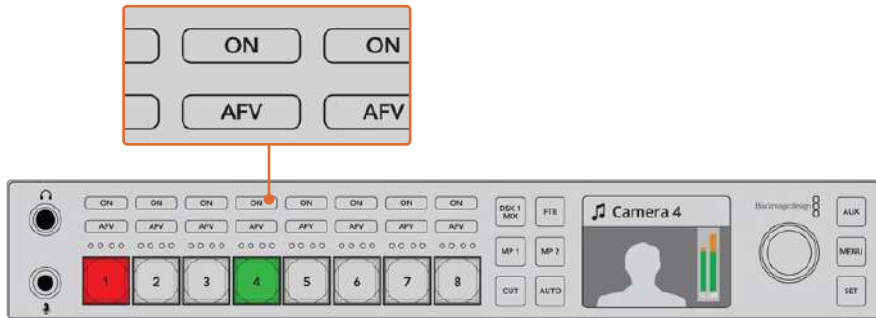 ON ON
AFV AFV
ON ON ON ON ON ON ON ON
AFV AFV AFV AFV AFV AFV AFV AFV
1 2 3 4 5 6 7 8
DSK 1
MIX
FTB
MP 1 MP 2
CUT AUTO
Camera 4
Blackmagicdesign
AUX
MENU
SET